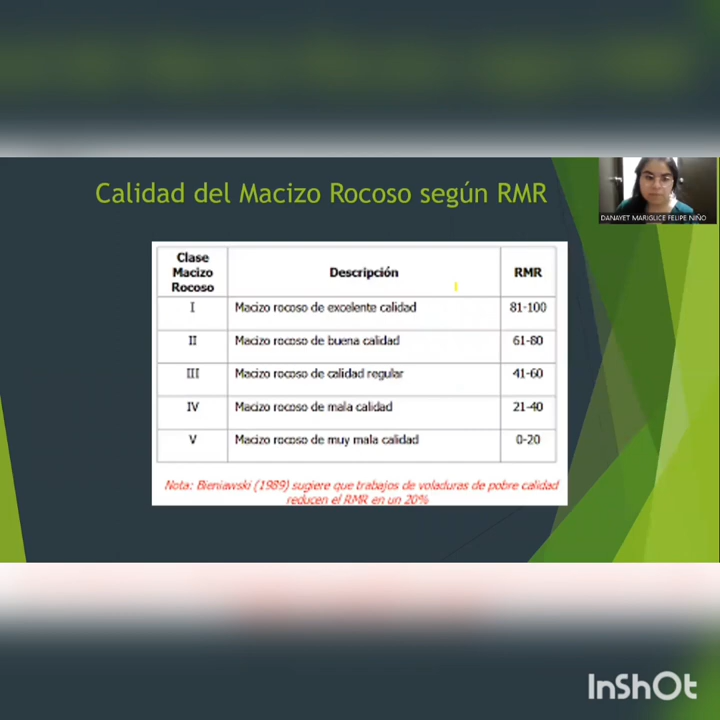 Calidad del Macizo Rocoso según RMR
DANAYET MARIGLICE FELIPE NIÑO
Clase Macizo Rocoso Descripción RMR
I Macizo rocoso de excelente calidad 81-100
II Macizo rocoso de buena calidad 61-80
III Macizo rocoso de calidad regular 41-60
IV Macizo rocoso de mala calidad 21-40
V Macizo rocoso de muy mala calidad 0-20
Nota: Bieniawski (1989) sugiere que trabajos de voladuras de pobre calidad
reducen el RMR en un 20%
InShOt